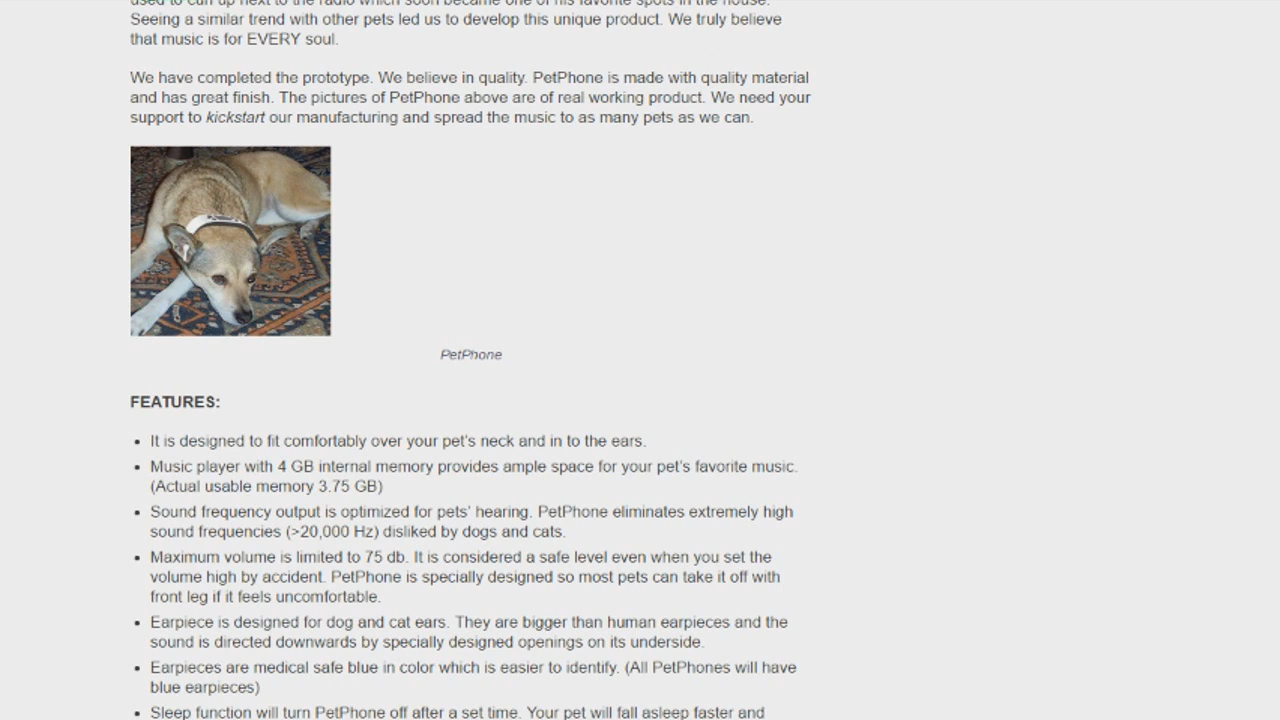 used to curl up next to the radio which soon became one of his favorite spots in the house.
Seeing a similar trend with other pets led us to develop this unique product. We truly believe
that music is for EVERY soul.
We have completed the prototype. We believe in quality. PetPhone is made with quality material
and has great finish. The pictures of PetPhone above are of real working product. We need your
support to kickstart our manufacturing and spread the music to as many pets as we can.
PetPhone
FEATURES:
• It is designed to fit comfortably over your pet's neck and in to the ears.
• Music player with 4 GB internal memory provides ample space for your pet's favorite music.
(Actual usable memory 3.75 GB)
• Sound frequency output is optimized for pets' hearing. PetPhone eliminates extremely high
sound frequencies (>20,000 Hz) disliked by dogs and cats.
• Maximum volume is limited to 75 db. It is considered a safe level even when you set the
volume high by accident. PetPhone is specially designed so most pets can take it off with
front leg if it feels uncomfortable.
• Earpiece is designed for dog and cat ears. They are bigger than human earpieces and the
sound is directed downwards by specially designed openings on its underside.
• Earpieces are medical safe blue in color which is easier to identify. (All PetPhones will have
blue earpieces)
• Sleep function will turn PetPhone off after a set time. Your pet will fall asleep faster and